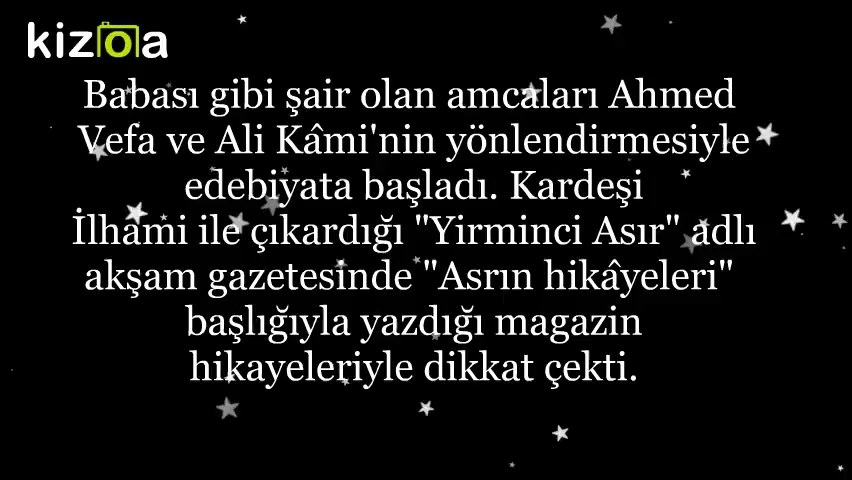 kizoa
Babası gibi şair olan amcaları Ahmed
Vefa ve Ali Kâmi'nin yönlendirmesiyle
edebiyata başladı. Kardeşi
İlhami ile çıkardığı "Yirminci Asır" adlı
akşam gazetesinde "Asrın hikâyeleri"
başlığıyla yazdığı magazin
hikayeleriyle dikkat çekti.